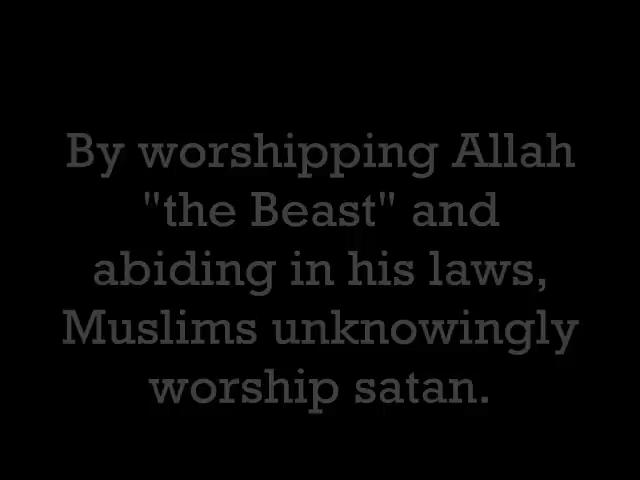 By worshipping Allah
"the Beast" and
abiding in his laws,
Muslims unknowingly
worship satan.